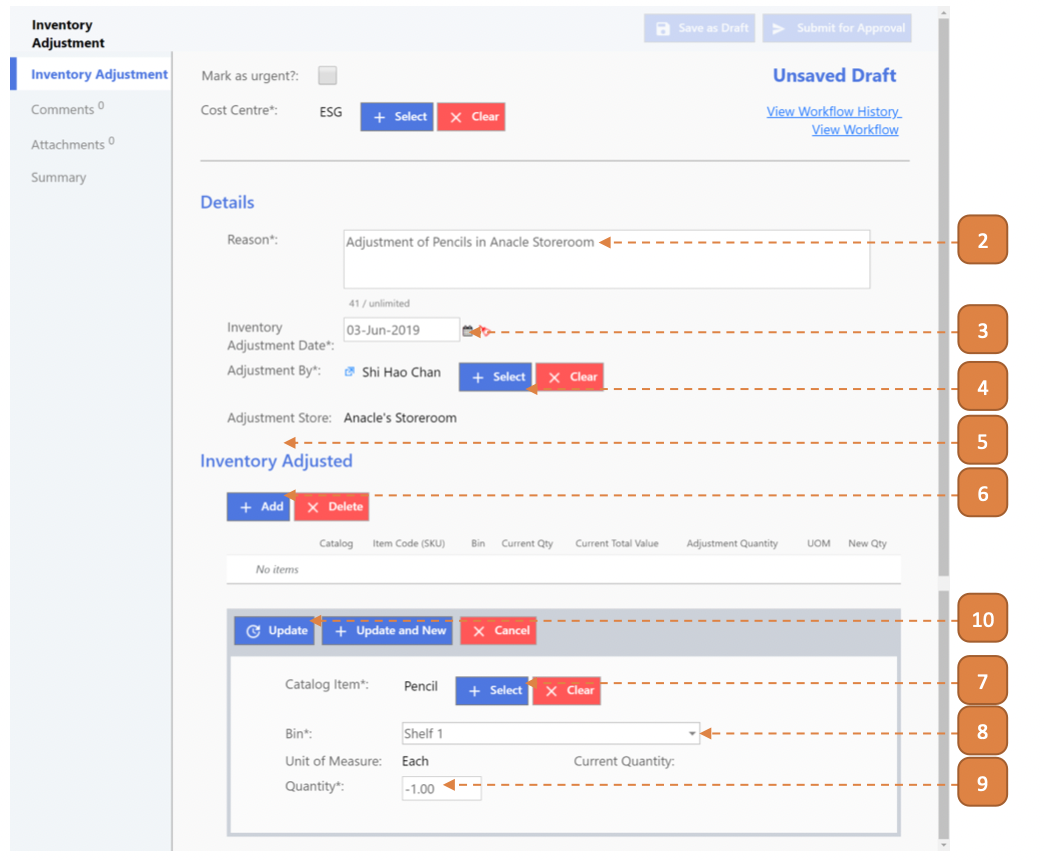 Inventory
Adjustment
Save as Draft
Submit for Approval
Inventory Adjustment
Comments 0
Attachments 0
Summary
Mark as urgent?:
Unsaved Draft
Cost Centre*:
ESG
+ Select
× Clear
View Workflow History
View Workflow
Details
Reason*:
Adjustment of Pencils in Anacle Storeroom
2
41 / unlimited
Inventory
Adjustment Date*:
03-Jun-2019
3
Adjustment By*:
Shi Hao Chan
+ Select
× Clear
4
Adjustment Store:
Anacle's Storeroom
5
Inventory Adjusted
+ Add
× Delete
6
Catalog Item Code (SKU) Bin Current Qty Current Total Value Adjustment Quantity UOM New Qty
No items
Update
+ Update and New
× Cancel
10
Catalog Item*:
Pencil
+ Select
× Clear
7
Bin*:
Shelf 1
8
Unit of Measure:
Each
Current Quantity:
Quantity*:
-1.00
9